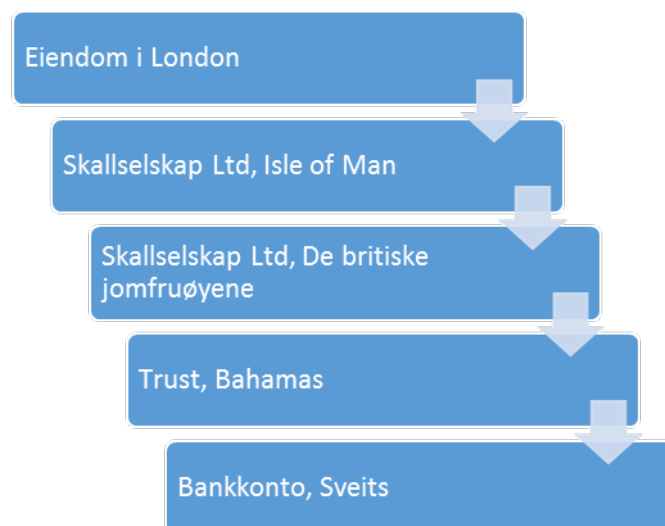 Eiendom i London
Skallselskap Ltd, Isle of Man
Skallselskap Ltd, De britiske
jomfruøyene
Trust, Bahamas
Bankkonto, Sveits